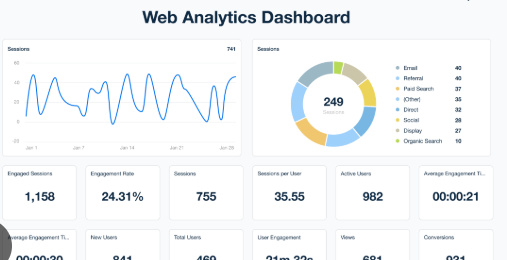 Web Analytics Dashboard
Sessions 741
60
40
20
0
-20
Jan 1 Jan 7 Jan 14 Jan 21 Jan 28
Sessions
249
Sessions
Email 40
Referral 40
Paid Search 37
(Other) 35
Direct 32
Social 28
Display 27
Organic Search 10
Engaged Sessions
1,158
Engagement Rate
24.31%
Sessions
755
Sessions per User
35.55
Active Users
982
Average Engagement Ti...
00:00:21
Average Engagement Ti...
00:00:30
New Users
841
Total Users
469
User Engagement
21m 32s
Views
681
Conversions
931